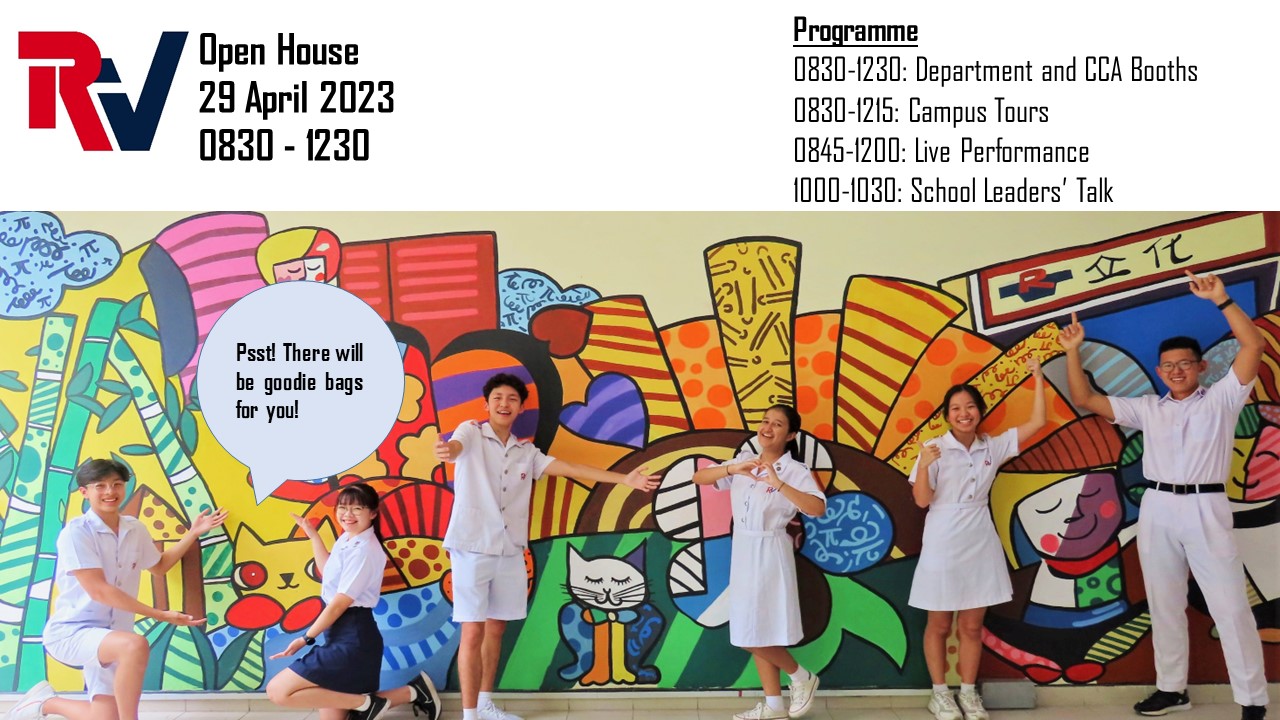 RV
Open House
29 April 2023
0830 - 1230
Programme
0830-1230: Department and CCA Booths
0830-1215: Campus Tours
0845-1200: Live Performance
1000-1030: School Leaders’ Talk
立化
Psst! There will
be goodie bags
for you!